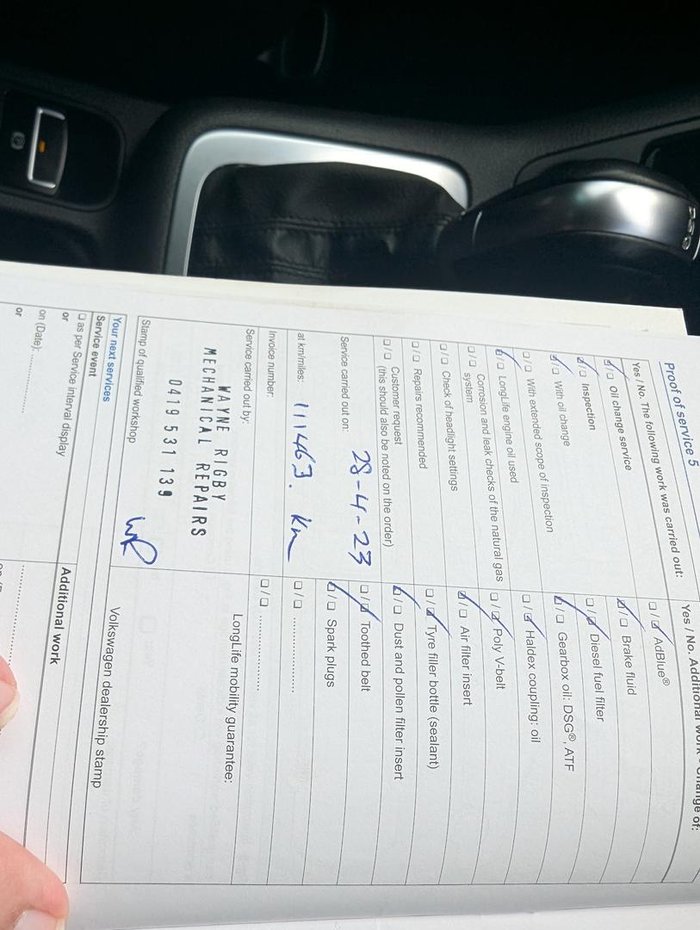 Proof of service 5
Yes / No. The following work was carried out:
☑/☐ Oil change service
☑/☐ Inspection
☑/☐ With oil change
☐/☐ With extended scope of inspection
☑/☐ LongLife engine oil used
☐/☐ Corrosion and leak checks of the natural gas
system
☐/☐ Check of headlight settings
☐/☐ Repairs recommended
☐/☐ Customer request
(this should also be noted on the order)
Service carried out on: 28-4-23
at km/miles: 111463. km
Invoice number:
Service carried out by:
WAYNE RIGBY
MECHANICAL REPAIRS
0419 531 139
WR
Stamp of qualified workshop
Yes / No. Additional work - Change of:
☐/☑ AdBlue®
☑/☐ Brake fluid
☐/☑ Diesel fuel filter
☑/☐ Gearbox oil: DSG®, ATF
☐/☑ Haldex coupling: oil
☐/☑ Poly V-belt
☑/☐ Air filter insert
☐/☑ Tyre filler bottle (sealant)
☑/☐ Dust and pollen filter insert
☐/☑ Toothed belt
☑/☐ Spark plugs
☐/☐ ..................
☐/☐ ..................
LongLife mobility guarantee:
Volkswagen dealership stamp
Your next services
Service event
☐ as per Service interval display
or
on (Date): ..................
or
Additional work
DSG